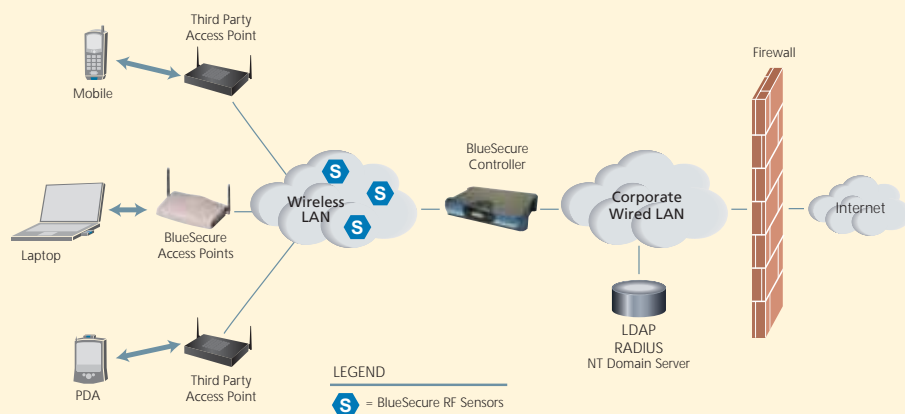 Third Party
Access Point
Mobile
Firewall
BlueSecure
Controller
S
S
S
Wireless
LAN
Corporate
Wired LAN
Internet
Laptop
BlueSecure
Access Points
LDAP
RADIUS
NT Domain Server
PDA
Third Party
Access Point
LEGEND
S = BlueSecure RF Sensors